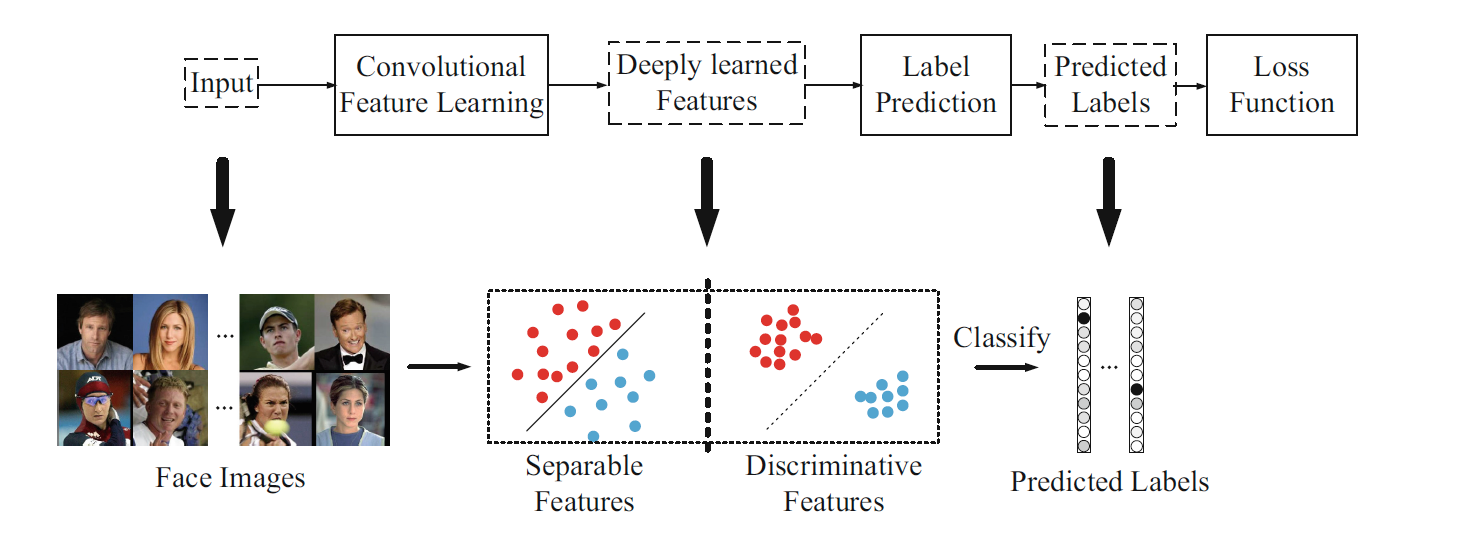 Input
Convolutional
Feature Learning
Deeply learned
Features
Label
Prediction
Predicted
Labels
Loss
Function
...
...
Classify
...
Face Images
Separable
Features
Discriminative
Features
Predicted Labels